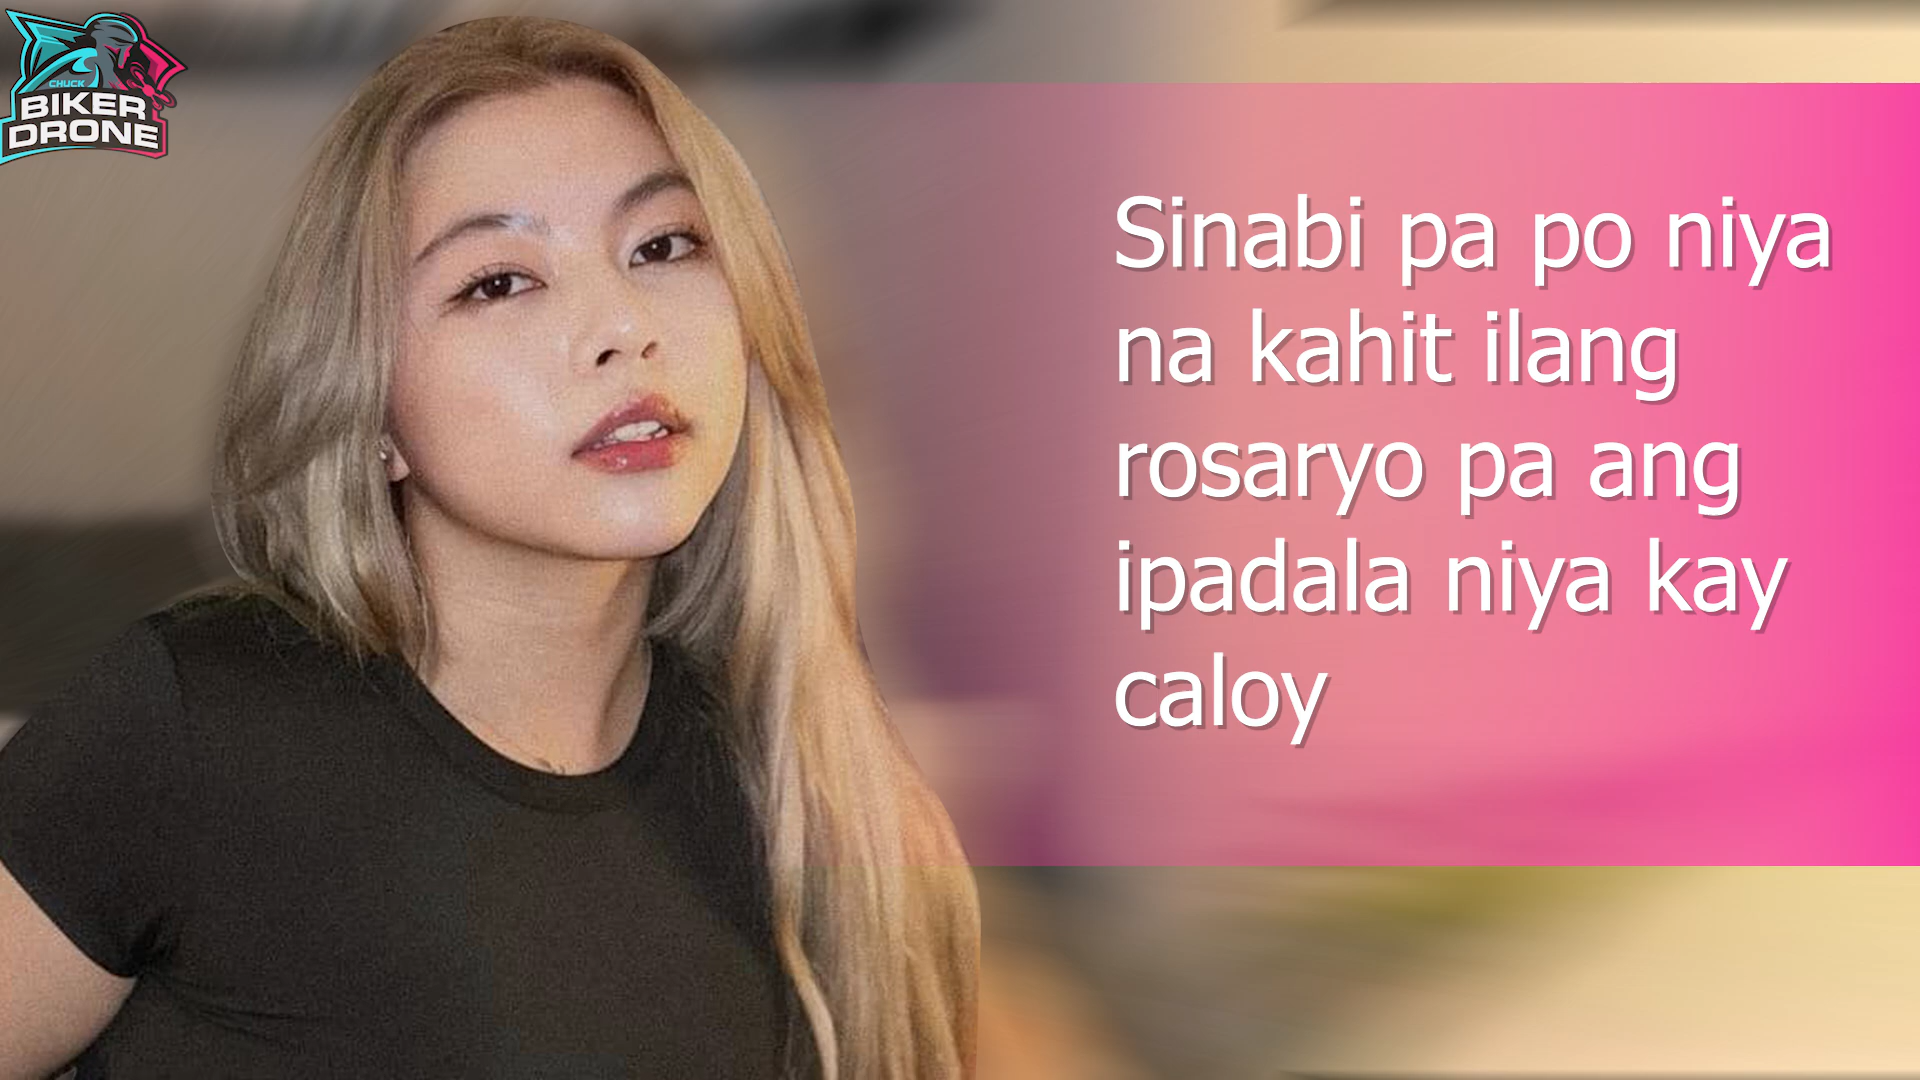 CHUCK
BIKER
DRONE
Sinabi pa po niya
na kahit ilang
rosaryo pa ang
ipadala niya kay
caloy